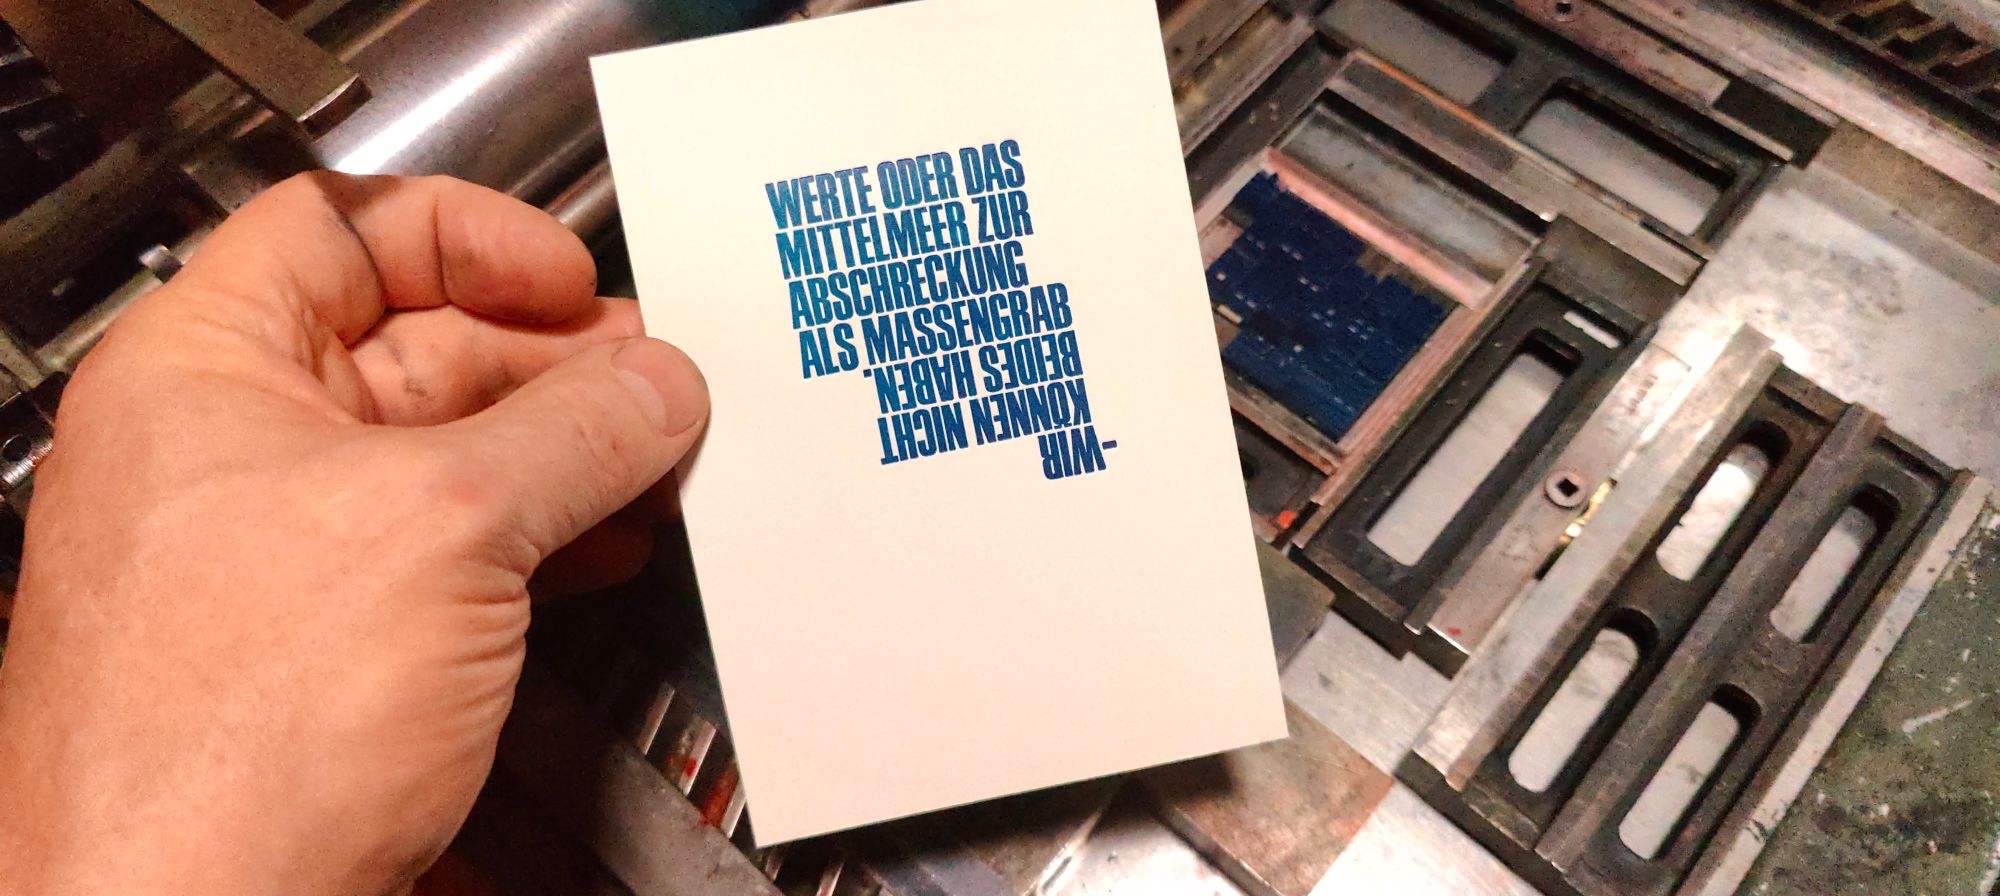 WERTE ODER DAS
MITTELMEER ZUR
ABSCHRECKUNG
ALS MASSENGRAB
-WIR
KÖNNEN NICHT
BEIDES HABEN.